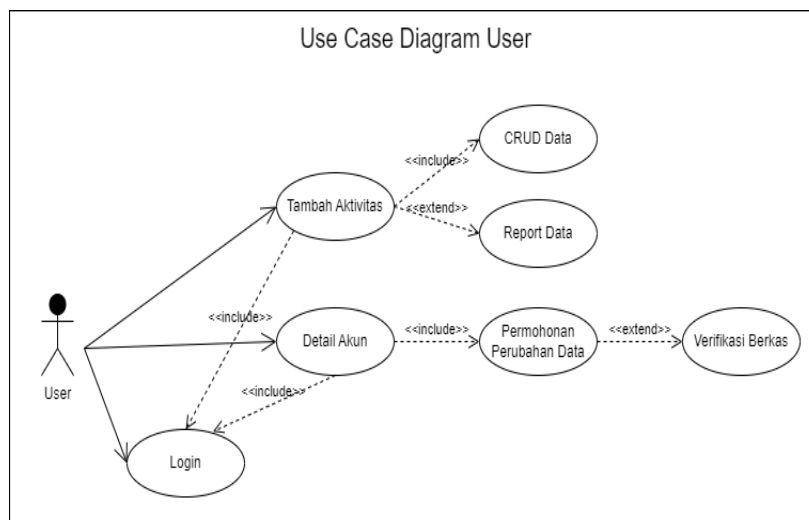 Use Case Diagram User
CRUD Data
<<include>>
Tambah Aktivitas
<<extend>>
Report Data
<<include>>
Detail Akun
<<include>>
Permohonan
Perubahan Data
<<extend>>
Verifikasi Berkas
User
<<include>>
Login